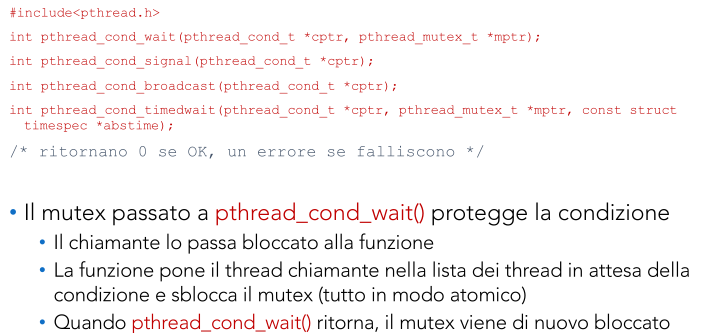 #include<pthread.h>
int pthread_cond_wait(pthread_cond_t *cptr, pthread_mutex_t *mptr);
int pthread_cond_signal(pthread_cond_t *cptr);
int pthread_cond_broadcast(pthread_cond_t *cptr);
int pthread_cond_timedwait(pthread_cond_t *cptr, pthread_mutex_t *mptr, const struct
timespec *abstime);
/* ritornano 0 se OK, un errore se falliscono */
• Il mutex passato a pthread_cond_wait() protegge la condizione
• Il chiamante lo passa bloccato alla funzione
• La funzione pone il thread chiamante nella lista dei thread in attesa della
condizione e sblocca il mutex (tutto in modo atomico)
• Quando pthread_cond_wait() ritorna, il mutex viene di nuovo bloccato